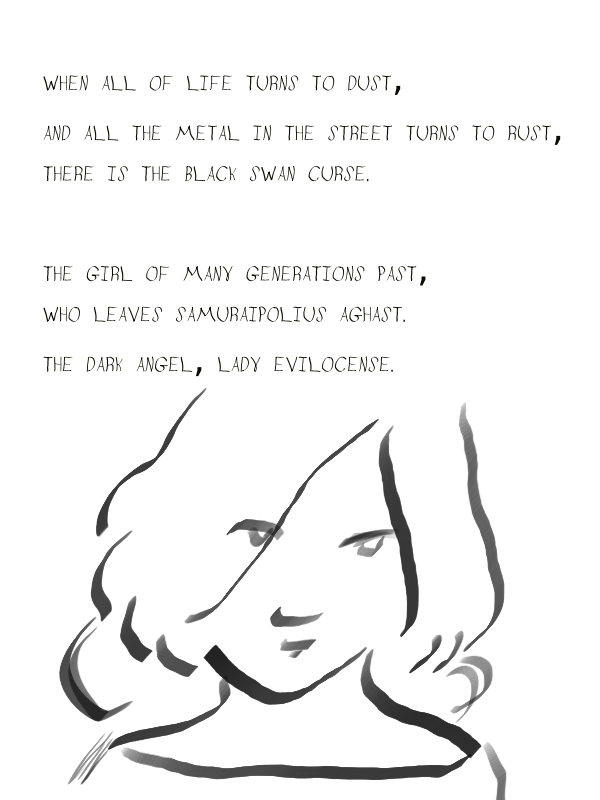 WHEN ALL OF LIFE TURNS TO DUST,
AND ALL THE METAL IN THE STREET TURNS TO RUST,
THERE IS THE BLACK SWAN CURSE.
THE GIRL OF MANY GENERATIONS PAST,
WHO LEAVES SAMURAIPOLIUS AGHAST.
THE DARK ANGEL, LADY EVILOCENSE.